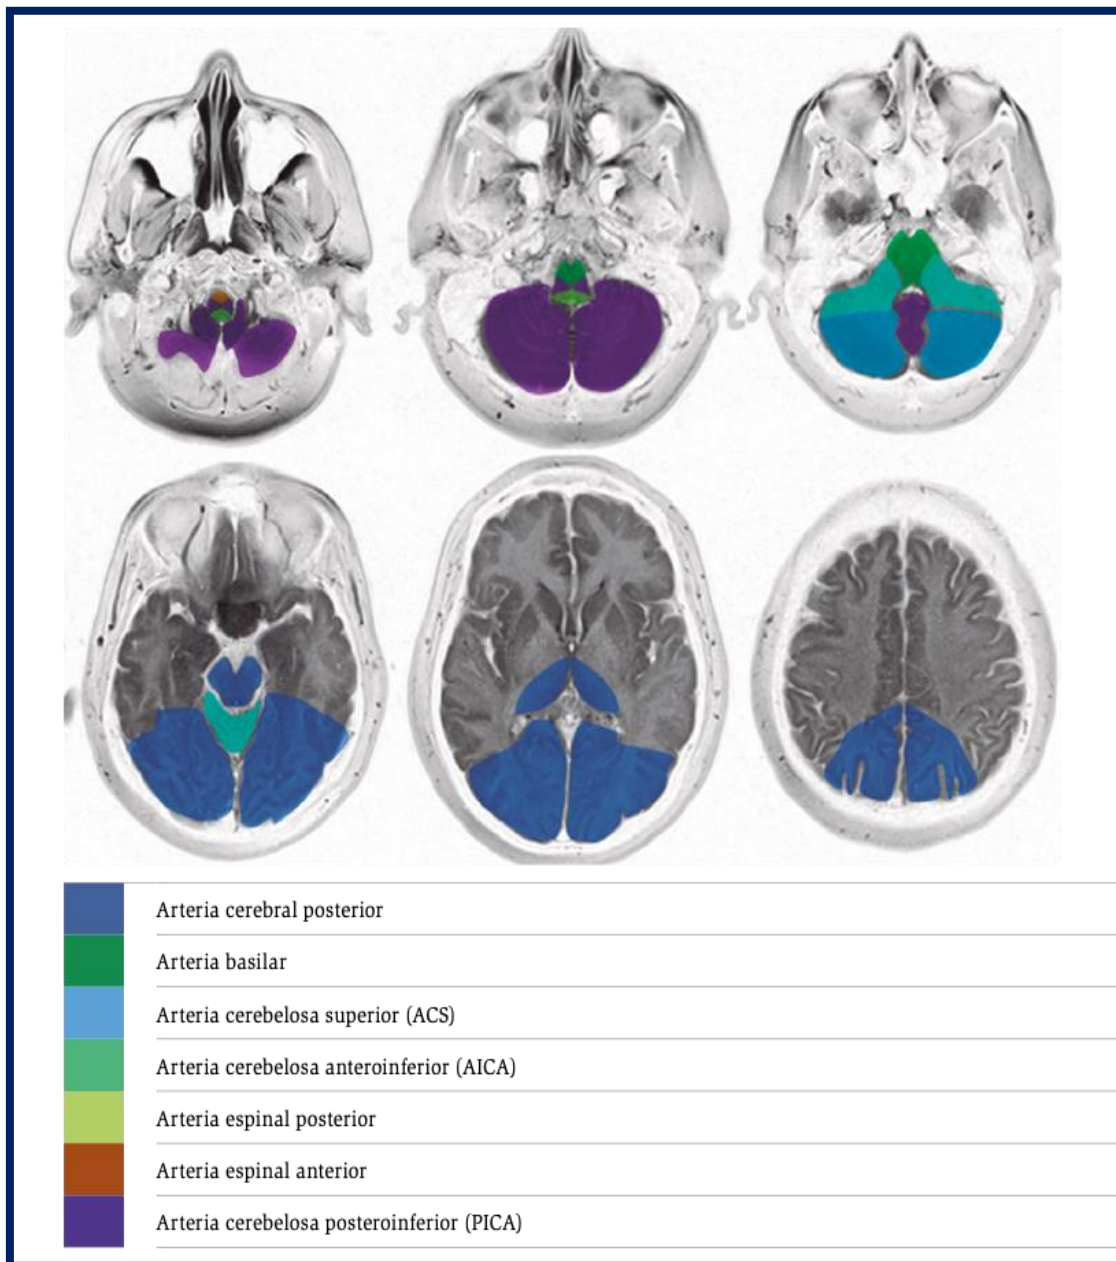 Arteria cerebral posterior
Arteria basilar
Arteria cerebelosa superior (ACS)
Arteria cerebelosa anteroinferior (AICA)
Arteria espinal posterior
Arteria espinal anterior
Arteria cerebelosa posteroinferior (PICA)